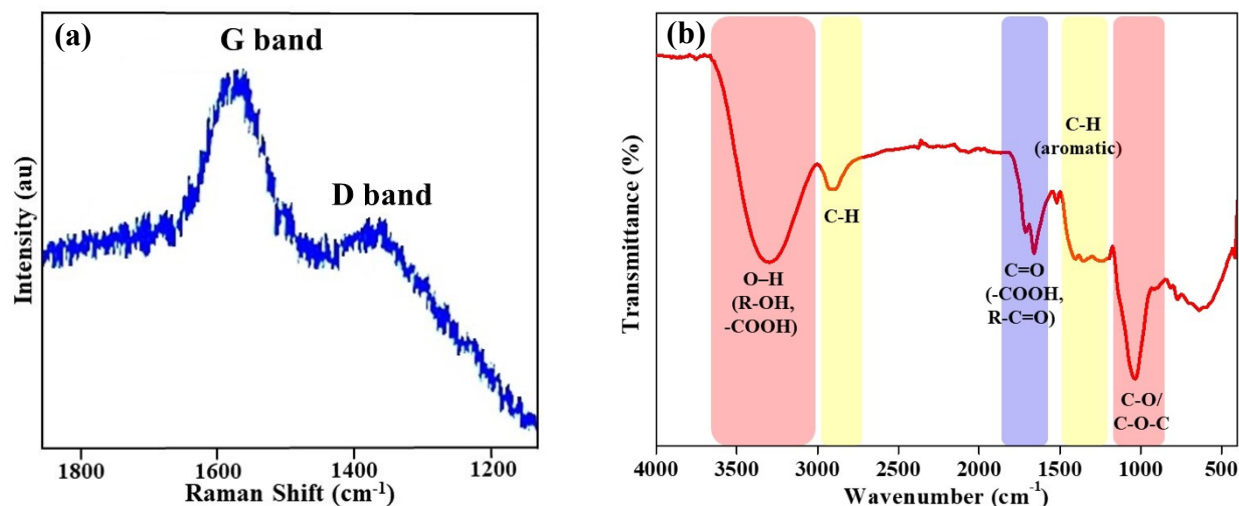 (a)
G band
D band
Intensity (au)
1800
1600
1400
1200
Raman Shift (cm-1)
(b)
Transmittance (%)
O–H
(R-OH,
-COOH)
C-H
C=O
(-COOH,
R-C=O)
C-H
(aromatic)
C-O/
C-O-C
4000
3500
3000
2500
2000
1500
1000
500
Wavenumber (cm-1)